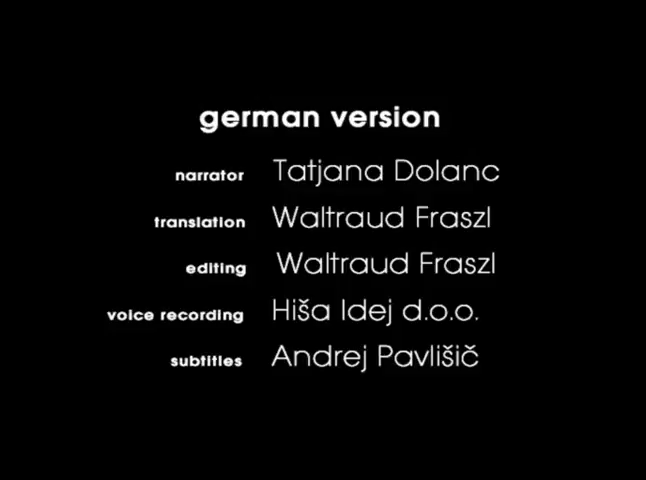 german version
narrator Tatjana Dolanc
translation Waltraud Fraszl
editing Waltraud Fraszl
voice recording Hiša Idej d.o.o.
subtitles Andrej Pavlišič